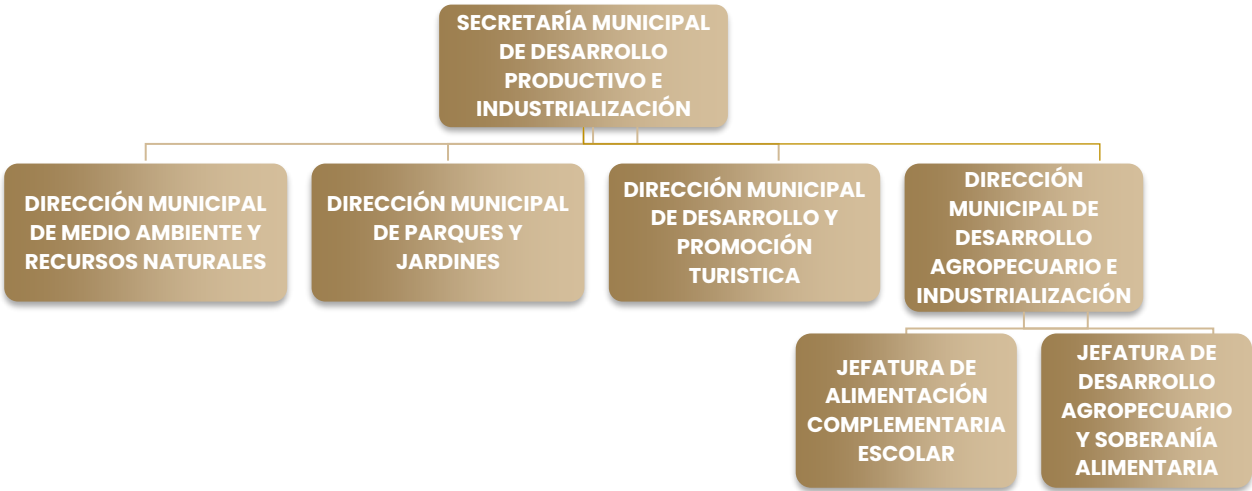 SECRETARÍA MUNICIPAL
DE DESARROLLO
PRODUCTIVO E
INDUSTRIALIZACIÓN
DIRECCIÓN MUNICIPAL
DE MEDIO AMBIENTE Y
RECURSOS NATURALES
DIRECCIÓN MUNICIPAL
DE PARQUES Y
JARDINES
DIRECCIÓN MUNICIPAL
DE DESARROLLO Y
PROMOCIÓN
TURISTICA
DIRECCIÓN
MUNICIPAL DE
DESARROLLO
AGROPECUARIO E
INDUSTRIALIZACIÓN
JEFATURA DE
ALIMENTACIÓN
COMPLEMENTARIA
ESCOLAR
JEFATURA DE
DESARROLLO
AGROPECUARIO
Y SOBERANÍA
ALIMENTARIA